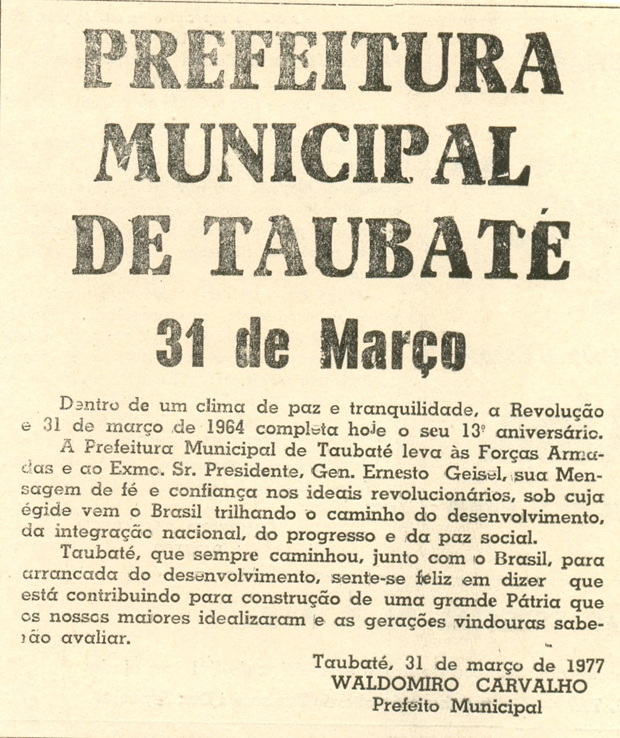 PREFEITURA
MUNICIPAL
DE TAUBATÉ
31 de Março
Dentro de um clima de paz e tranquilidade, a Revolução
e 31 de março de 1964 completa hoje o seu 13º aniversário.
A Prefeitura Municipal de Taubaté leva às Forças Arma-
das e ao Exmo. Sr. Presidente, Gen. Ernesto Geisel, sua Men-
sagem de fé e confiança nos ideais revolucionários, sob cuja
égide vem o Brasil trilhando o caminho do desenvolvimento,
da integração nacional, do progresso e da paz social.
Taubaté, que sempre caminhou, junto com o Brasil, para
arrancada do desenvolvimento, sente-se feliz em dizer que
está contribuindo para construção de uma grande Pátria que
os nossos maiores idealizaram e as gerações vindouras sabe-
rão avaliar.
Taubaté, 31 de março de 1977
WALDOMIRO CARVALHO
Prefeito Municipal